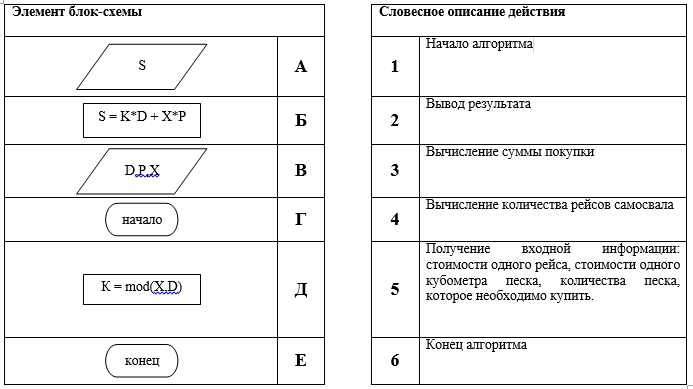 Элемент блок-схемы
Словесное описание действия
S
А
1
Начало алгоритма
S = K*D + X*P
Б
2
Вывод результата
D,P,X
В
3
Вычисление суммы покупки
начало
Г
4
Вычисление количества рейсов самосвала
K = mod(X,D)
Д
5
Получение входной информации:
стоимости одного рейса, стоимости одного
кубометра песка, количества песка,
которое необходимо купить.
конец
Е
6
Конец алгоритма